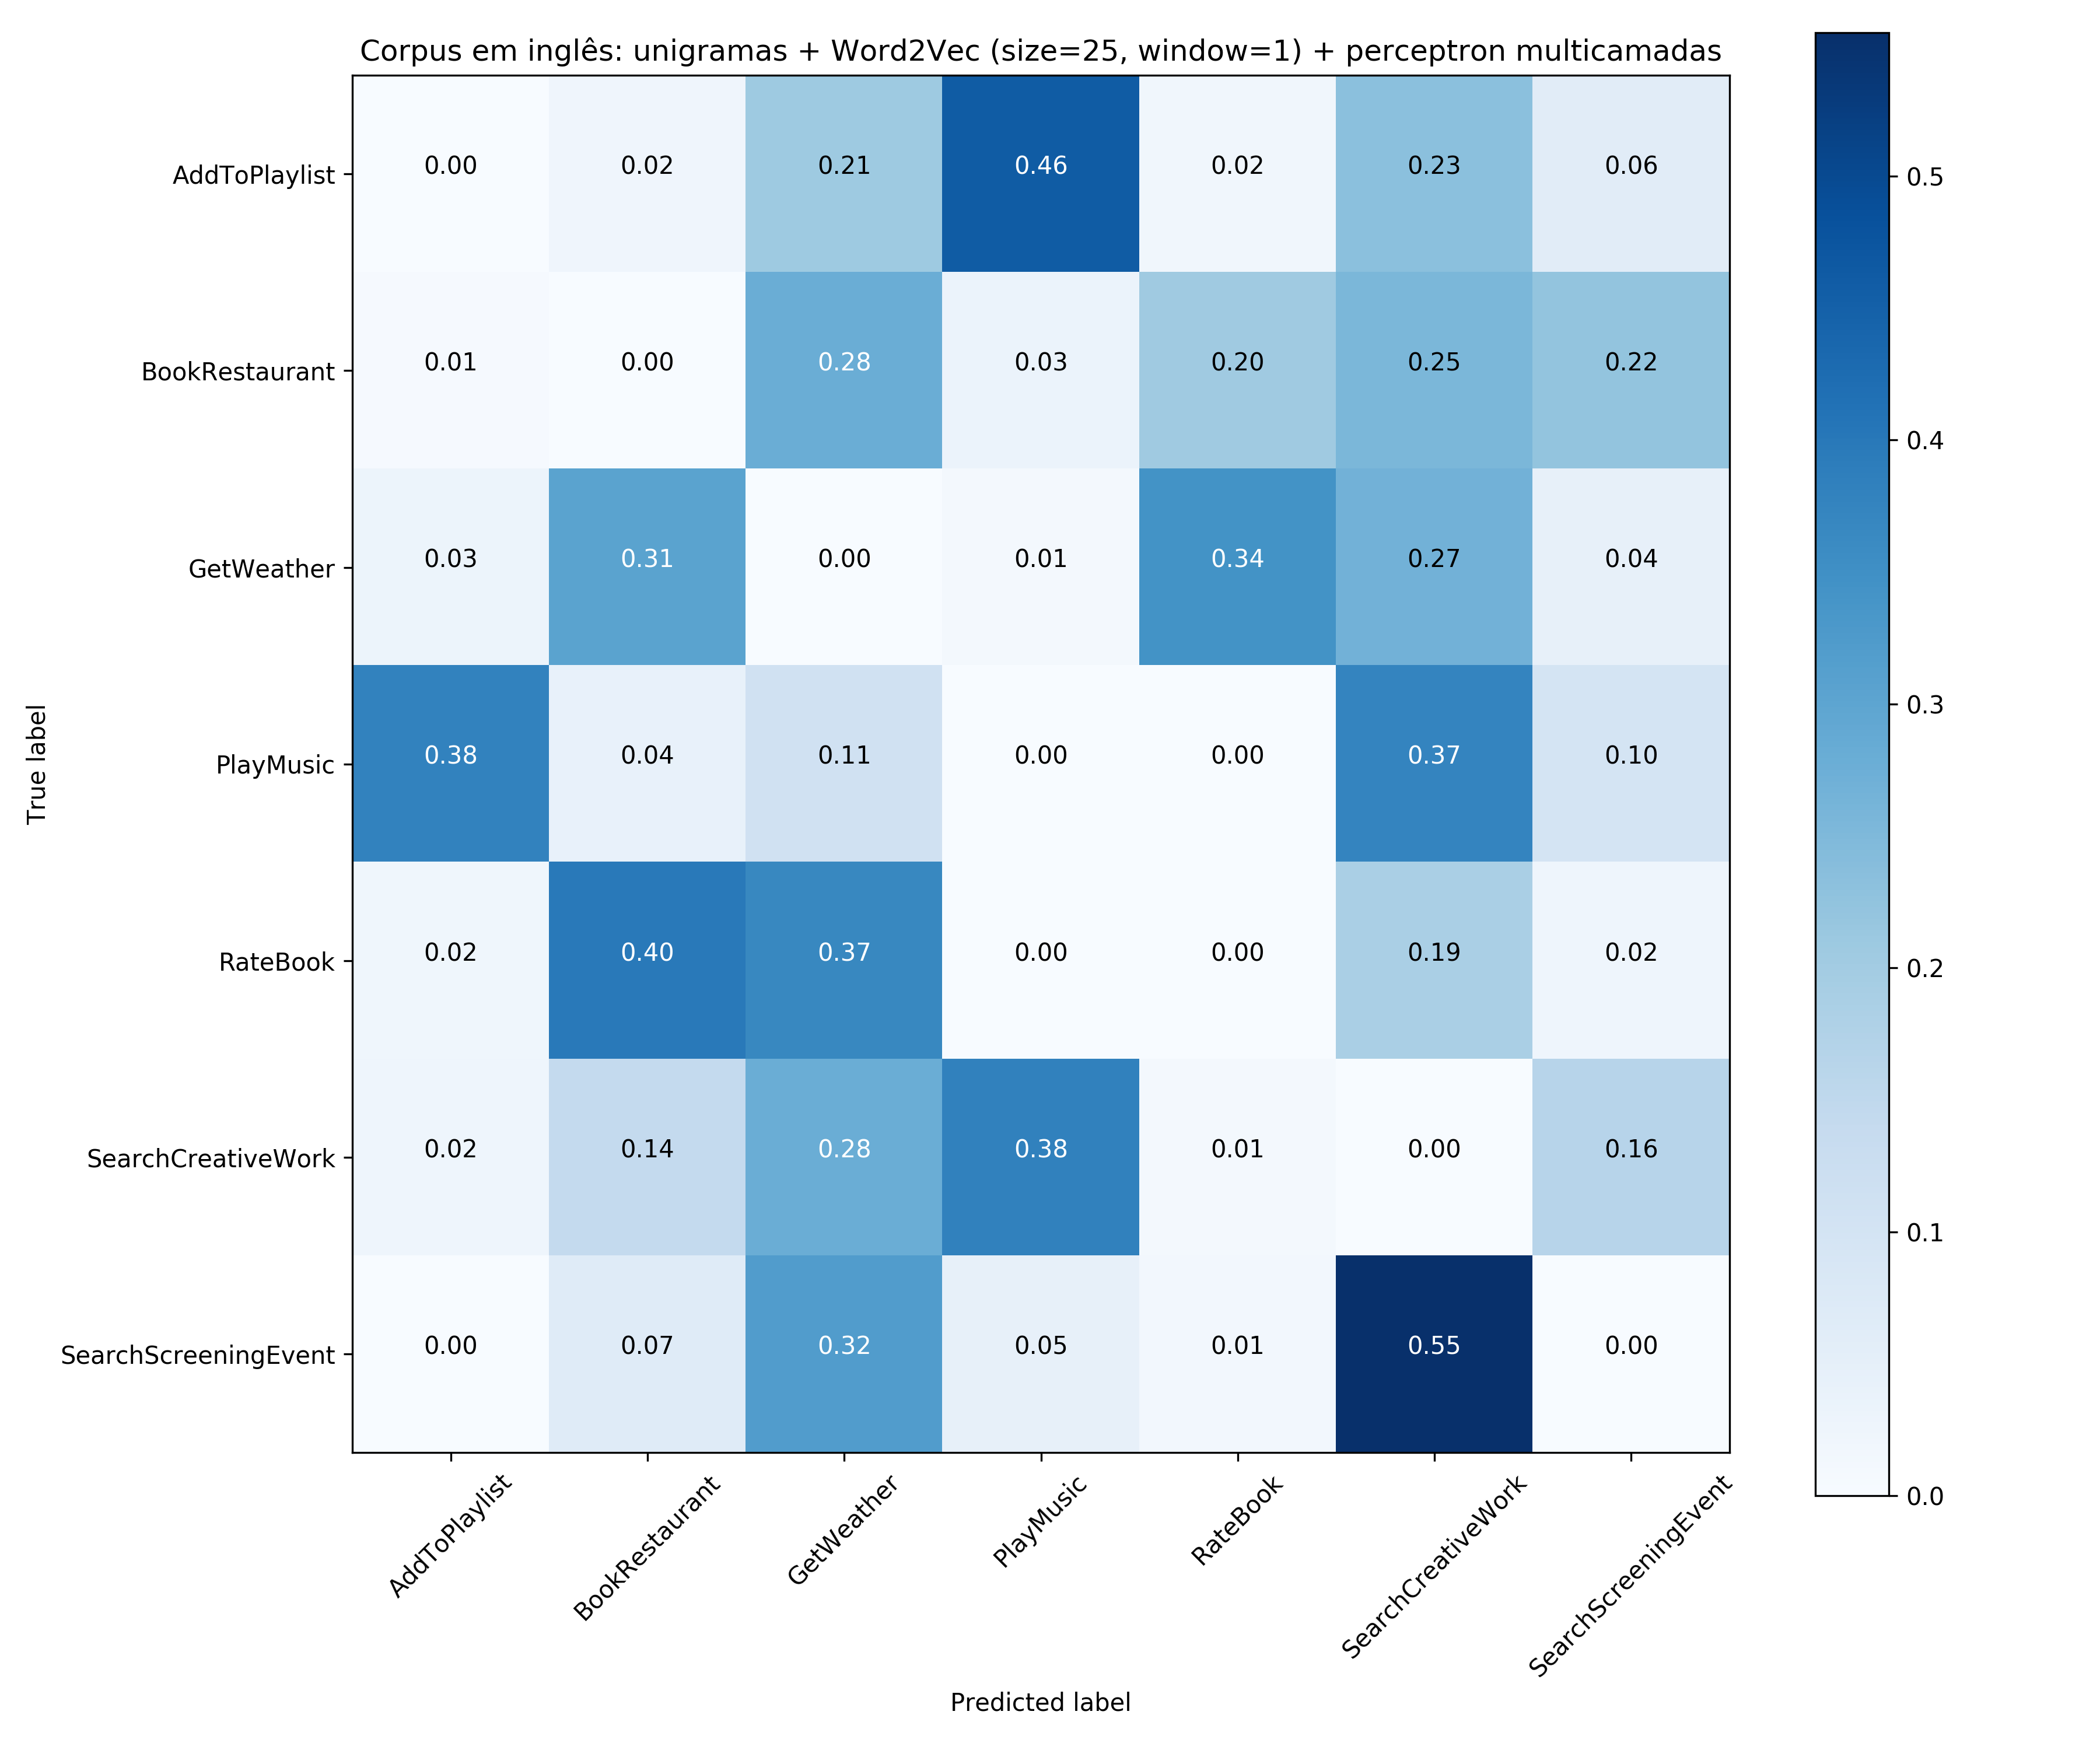 Corpus em inglês: unigramas + Word2Vec (size=25, window=1) + perceptron multicamadas
AddToPlaylist 0.00 0.02 0.21 0.46 0.02 0.23 0.06
BookRestaurant 0.01 0.00 0.28 0.03 0.20 0.25 0.22
GetWeather 0.03 0.31 0.00 0.01 0.34 0.27 0.04
PlayMusic 0.38 0.04 0.11 0.00 0.00 0.37 0.10
RateBook 0.02 0.40 0.37 0.00 0.00 0.19 0.02
SearchCreativeWork 0.02 0.14 0.28 0.38 0.01 0.00 0.16
SearchScreeningEvent 0.00 0.07 0.32 0.05 0.01 0.55 0.00
True label
AddToPlaylist BookRestaurant GetWeather PlayMusic RateBook SearchCreativeWork SearchScreeningEvent
Predicted label
0.5
0.4
0.3
0.2
0.1
0.0